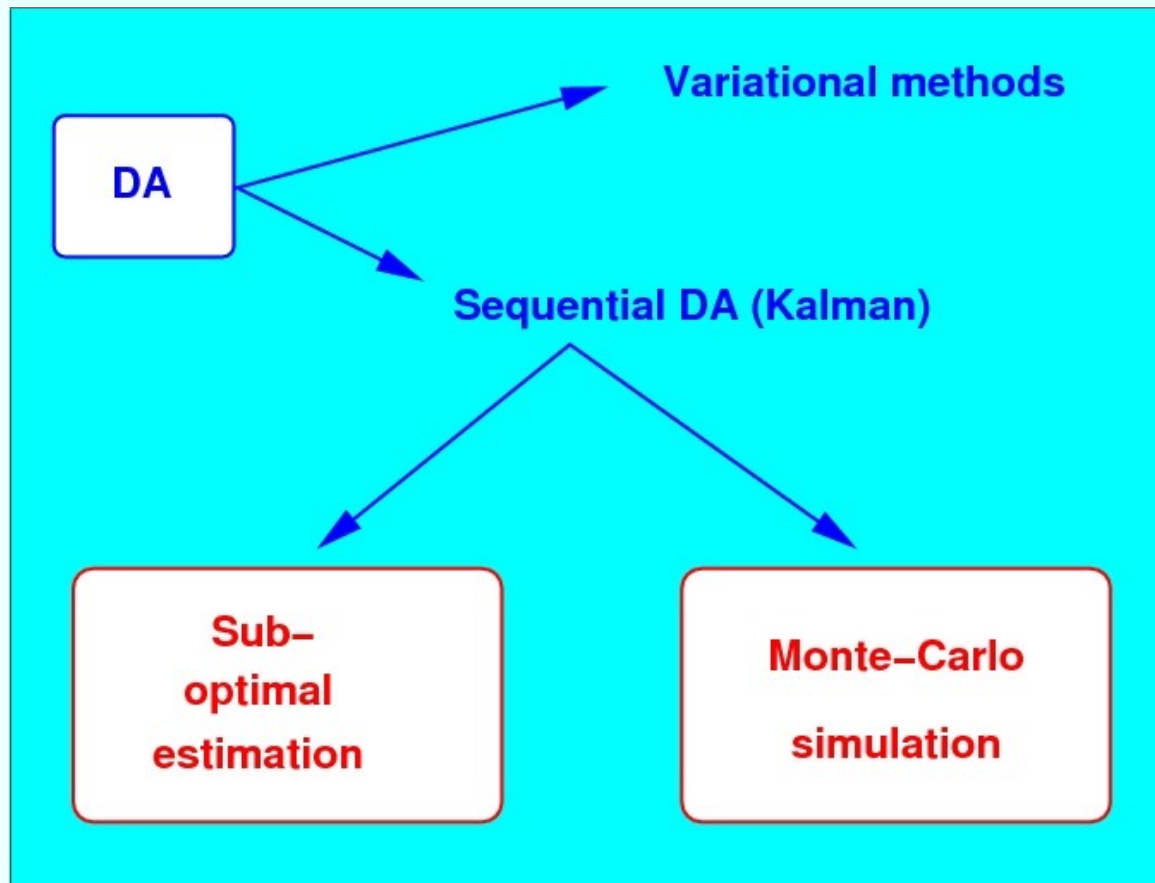 Variational methods
DA
Sequential DA (Kalman)
Sub-
optimal
estimation
Monte-Carlo
simulation